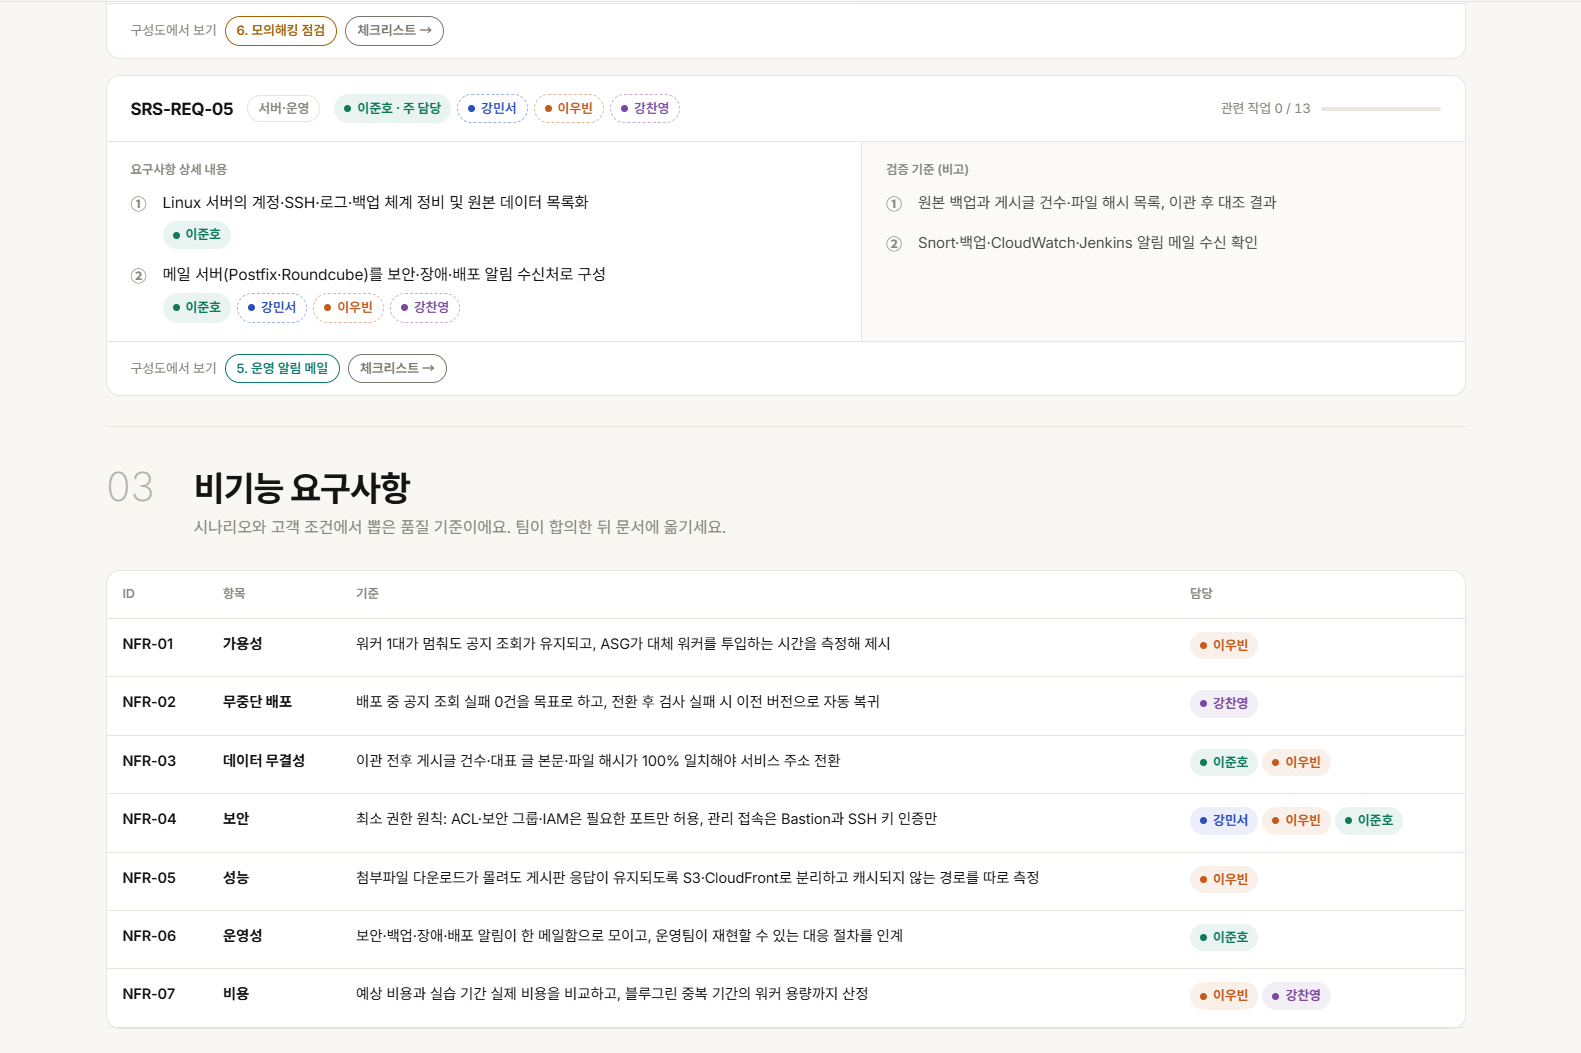 구성도에서 보기 6. 모의해킹 점검 체크리스트 →
SRS-REQ-05 서버·운영 이준호 · 주 담당 강민서 이우빈 강찬영 관련 작업 0 / 13
요구사항 상세 내용
① Linux 서버의 계정·SSH·로그·백업 체계 정비 및 원본 데이터 목록화
이준호
② 메일 서버(Postfix·Roundcube)를 보안·장애·배포 알림 수신처로 구성
이준호 강민서 이우빈 강찬영
검증 기준 (비고)
① 원본 백업과 게시글 건수·파일 해시 목록, 이관 후 대조 결과
② Snort·백업·CloudWatch·Jenkins 알림 메일 수신 확인
구성도에서 보기 5. 운영 알림 메일 체크리스트 →
03 비기능 요구사항
시나리오와 고객 조건에서 뽑은 품질 기준이에요. 팀이 합의한 뒤 문서에 옮기세요.
ID 항목 기준 담당
NFR-01 가용성 워커 1대가 멈춰도 공지 조회가 유지되고, ASG가 대체 워커를 투입하는 시간을 측정해 제시 이우빈
NFR-02 무중단 배포 배포 중 공지 조회 실패 0건을 목표로 하고, 전환 후 검사 실패 시 이전 버전으로 자동 복귀 강찬영
NFR-03 데이터 무결성 이관 전후 게시글 건수·대표 글 본문·파일 해시가 100% 일치해야 서비스 주소 전환 이준호 이우빈
NFR-04 보안 최소 권한 원칙: ACL·보안 그룹·IAM은 필요한 포트만 허용, 관리 접속은 Bastion과 SSH 키 인증만 강민서 이우빈 이준호
NFR-05 성능 첨부파일 다운로드가 몰려도 게시판 응답이 유지되도록 S3·CloudFront로 분리하고 캐시되지 않는 경로를 따로 측정 이우빈
NFR-06 운영성 보안·백업·장애·배포 알림이 한 메일함으로 모이고, 운영팀이 재현할 수 있는 대응 절차를 인계 이준호
NFR-07 비용 예상 비용과 실습 기간 실제 비용을 비교하고, 블루그린 중복 기간의 워커 용량까지 산정 이우빈 강찬영